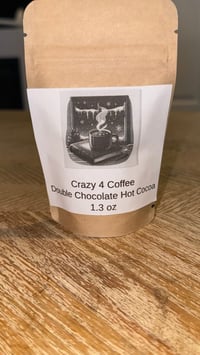 Crazy 4 Coffee
Double Chocolate Hot Cocoa
1.3 oz